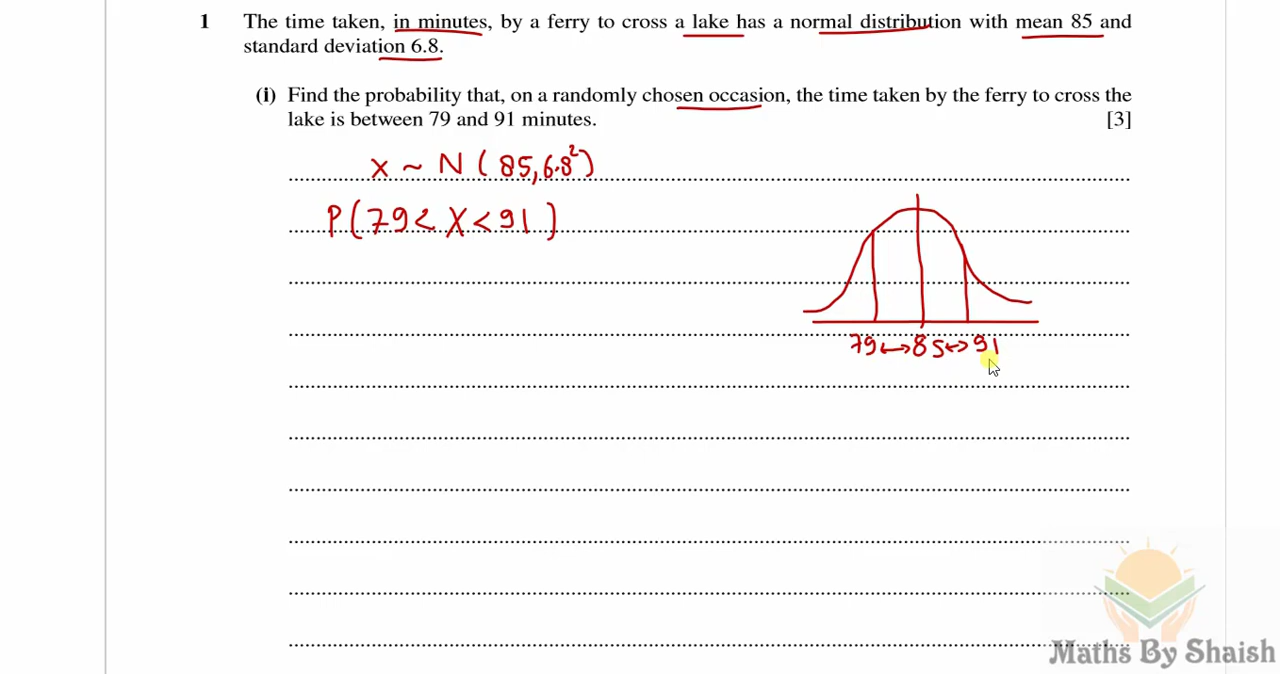 1 The time taken, in minutes, by a ferry to cross a lake has a normal distribution with mean 85 and
standard deviation 6.8.
(i) Find the probability that, on a randomly chosen occasion, the time taken by the ferry to cross the
lake is between 79 and 91 minutes. [3]
X ~ N ( 85, 6.8²)
P( 79 < X < 91 )
79 ↔ 85 ↔ 91
Maths By Shaish